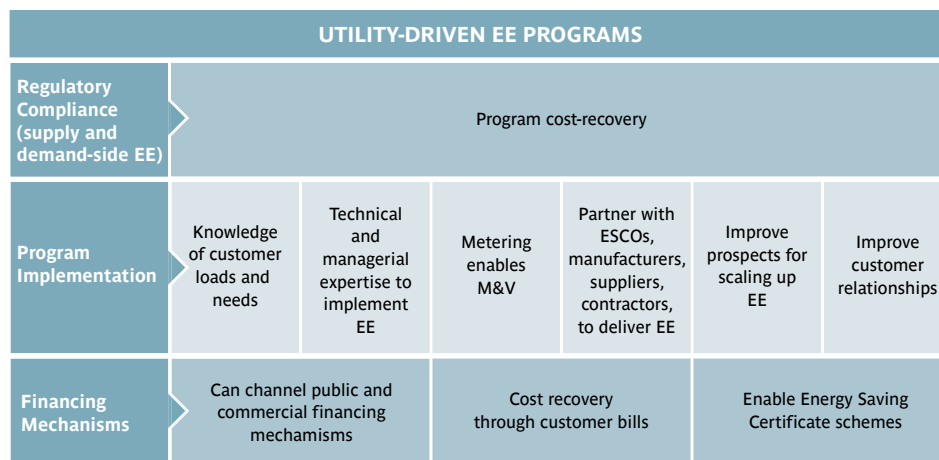 UTILITY-DRIVEN EE PROGRAMS
Regulatory
Compliance
(supply and
demand-side EE)
Program cost-recovery
Program
Implementation
Knowledge
of customer
loads and
needs
Technical
and
managerial
expertise to
implement
EE
Metering
enables
M&V
Partner with
ESCOs,
manufacturers,
suppliers,
contractors,
to deliver EE
Improve
prospects for
scaling up
EE
Improve
customer
relationships
Financing
Mechanisms
Can channel public and
commercial financing
mechamisms
Cost recovery
through customer bills
Enable Energy Saving
Certificate schemes